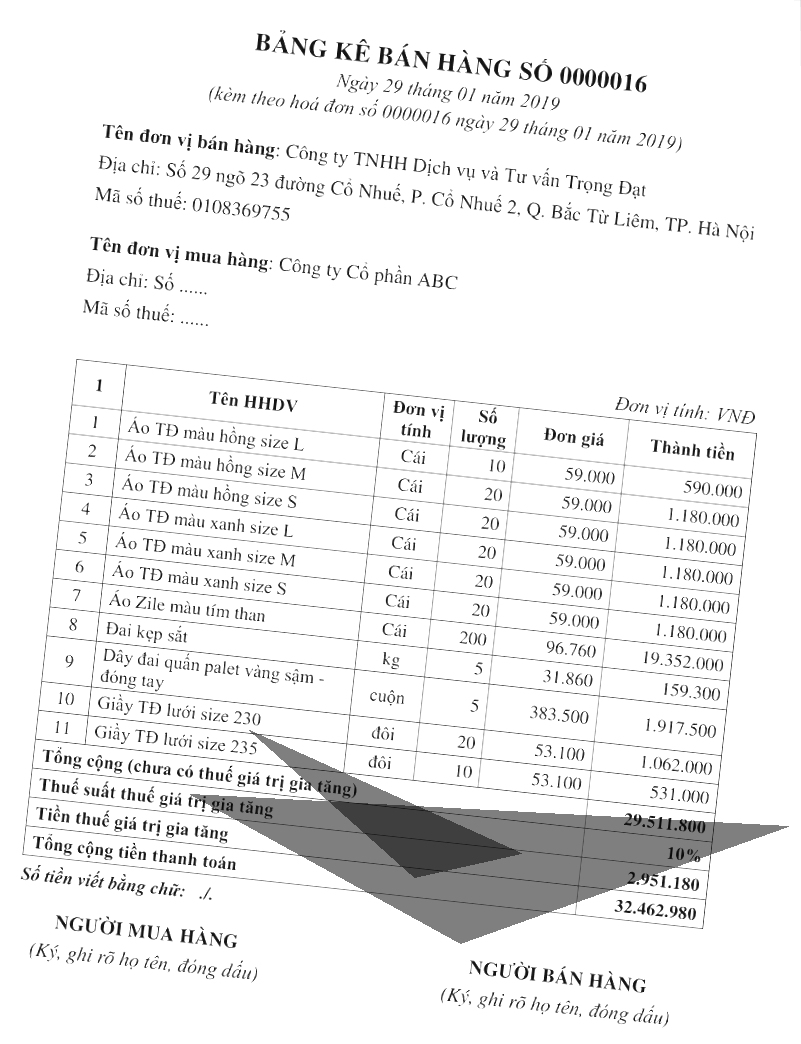 BẢNG KÊ BÁN HÀNG SỐ 0000016
Ngày 29 tháng 01 năm 2019
(kèm theo hoá đơn số 0000016 ngày 29 tháng 01 năm 2019)
Tên đơn vị bán hàng: Công ty TNHH Dịch vụ và Tư vấn Trọng Đạt
Địa chỉ: Số 29 ngõ 23 đường Cổ Nhuế, P. Cổ Nhuế 2, Q. Bắc Từ Liêm, TP. Hà Nội
Mã số thuế: 0108369755
Tên đơn vị mua hàng: Công ty Cổ phần ABC
Địa chỉ: Số ......
Mã số thuế: ......
Đơn vị tính: VNĐ
1 Tên HHDV Đơn vị tính Số lượng Đơn giá Thành tiền
1 Áo TĐ màu hồng size L Cái 10 59.000 590.000
2 Áo TĐ màu hồng size M Cái 20 59.000 1.180.000
3 Áo TĐ màu hồng size S Cái 20 59.000 1.180.000
4 Áo TĐ màu xanh size L Cái 20 59.000 1.180.000
5 Áo TĐ màu xanh size M Cái 20 59.000 1.180.000
6 Áo TĐ màu xanh size S Cái 20 59.000 1.180.000
7 Áo Zile màu tím than Cái 200 96.760 19.352.000
8 Đai kẹp sắt kg 5 31.860 159.300
9 Dây đai quấn palet vàng sậm - đóng tay cuộn 5 383.500 1.917.500
10 Giầy TĐ lưới size 230 đôi 20 53.100 1.062.000
11 Giầy TĐ lưới size 235 đôi 10 53.100 531.000
Tổng cộng (chưa có thuế giá trị gia tăng) 29.511.800
Thuế suất thuế giá trị gia tăng 10%
Tiền thuế giá trị gia tăng 2.951.180
Tổng cộng tiền thanh toán 32.462.980
Số tiền viết bằng chữ: ./.
NGƯỜI MUA HÀNG
(Ký, ghi rõ họ tên, đóng dấu)
NGƯỜI BÁN HÀNG
(Ký, ghi rõ họ tên, đóng dấu)